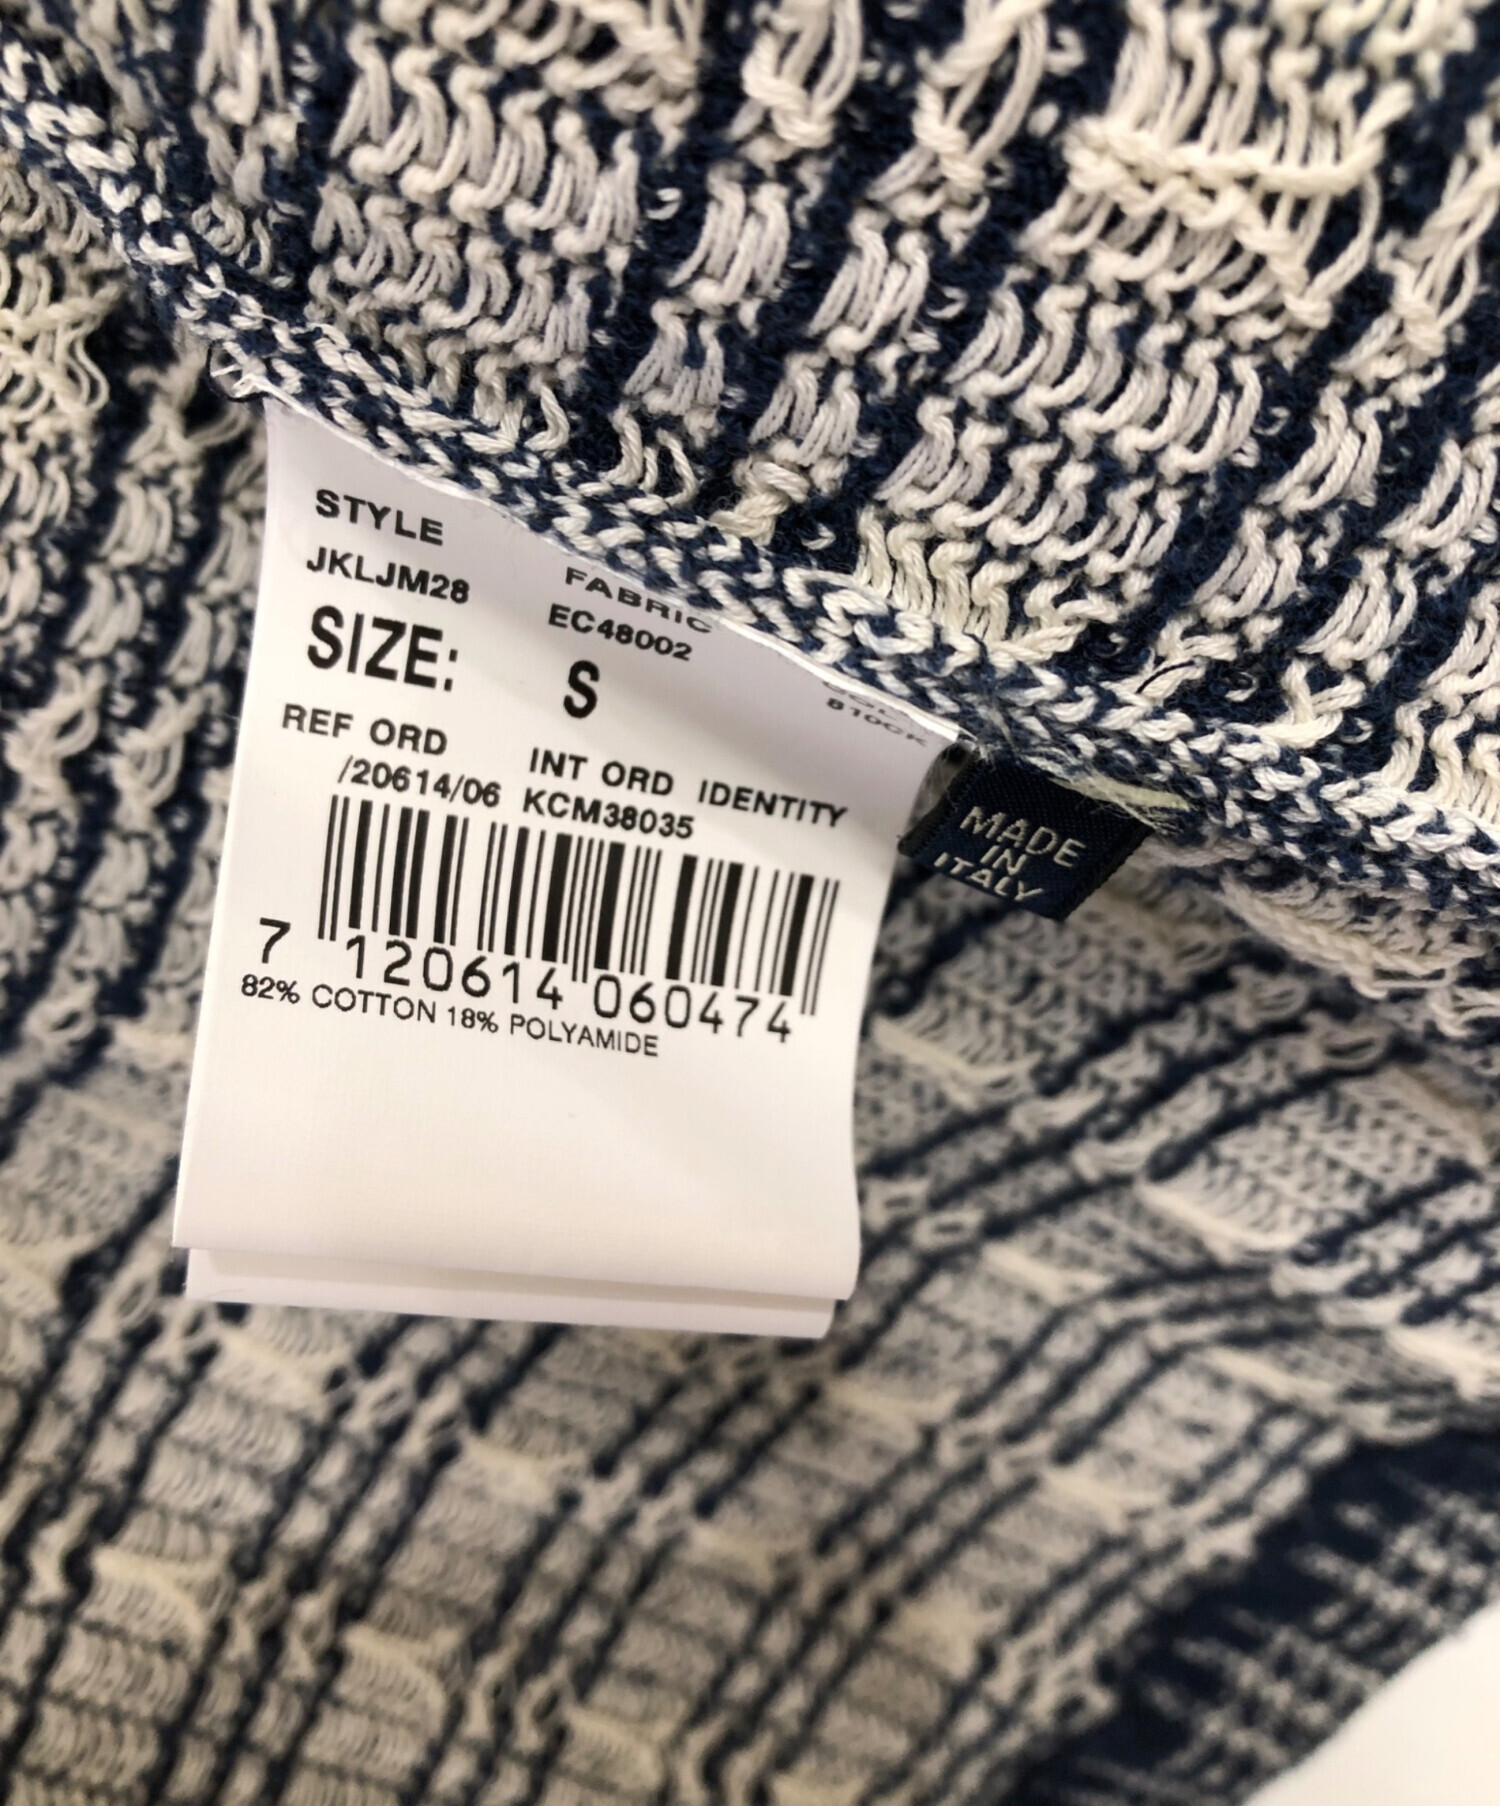 STYLE
JKLJM28
FABRIC
EC48002
SIZE: S
REF ORD
/20614/06
INT ORD IDENTITY
KCM38035
7 120614 060474
82% COTTON 18% POLYAMIDE
MADE
IN
ITALY